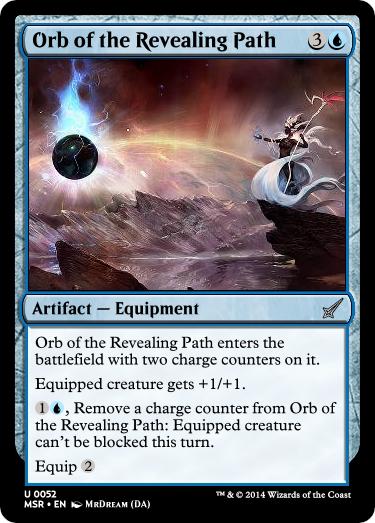 Orb of the Revealing Path 3
Artifact — Equipment
Orb of the Revealing Path enters the
battlefield with two charge counters on it.
Equipped creature gets +1/+1.
1, Remove a charge counter from Orb of
the Revealing Path: Equipped creature
can't be blocked this turn.
Equip 2
U 0052
MSR • EN MrDream (DA)
™ & © 2014 Wizards of the Coast